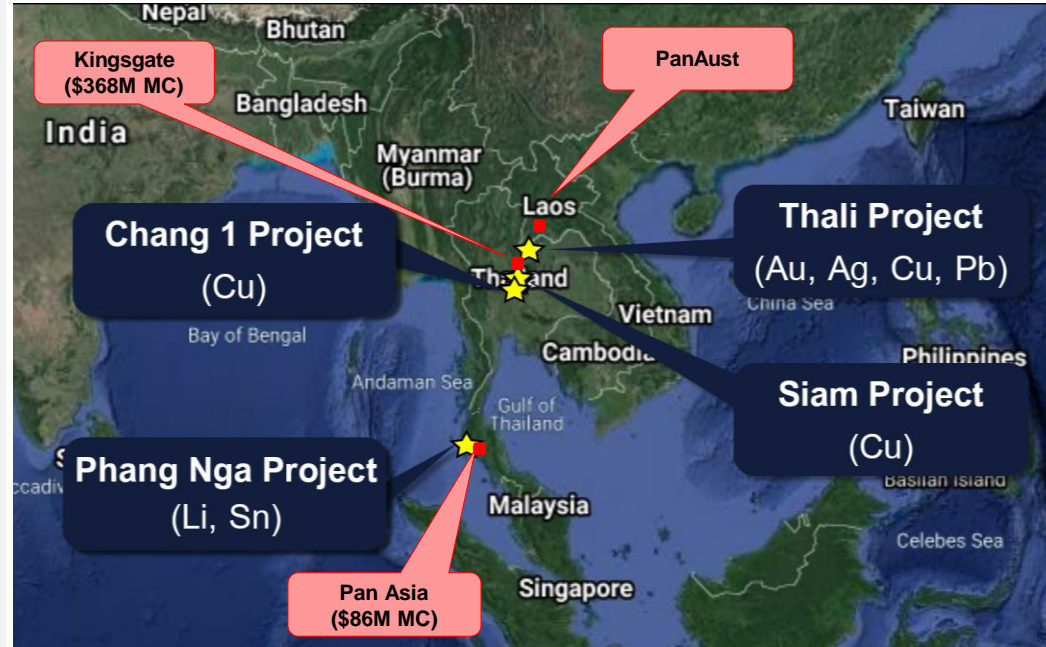 Nepal
Bhutan
Kingsgate
($368M MC)
PanAust
Bangladesh
Taiwan
India
Myanmar
(Burma)
Laos
Chang 1 Project
(Cu)
Thali Project
(Au, Ag, Cu, Pb)
Thailand
China Sea
Vietnam
Bay of Bengal
Cambodia
Philippines
Andaman Sea
Gulf of
Thailand
Siam Project
(Cu)
Phang Nga Project
(Li, Sn)
Basilan Island
Malaysia
Celebes Sea
Pan Asia
($86M MC)
Singapore